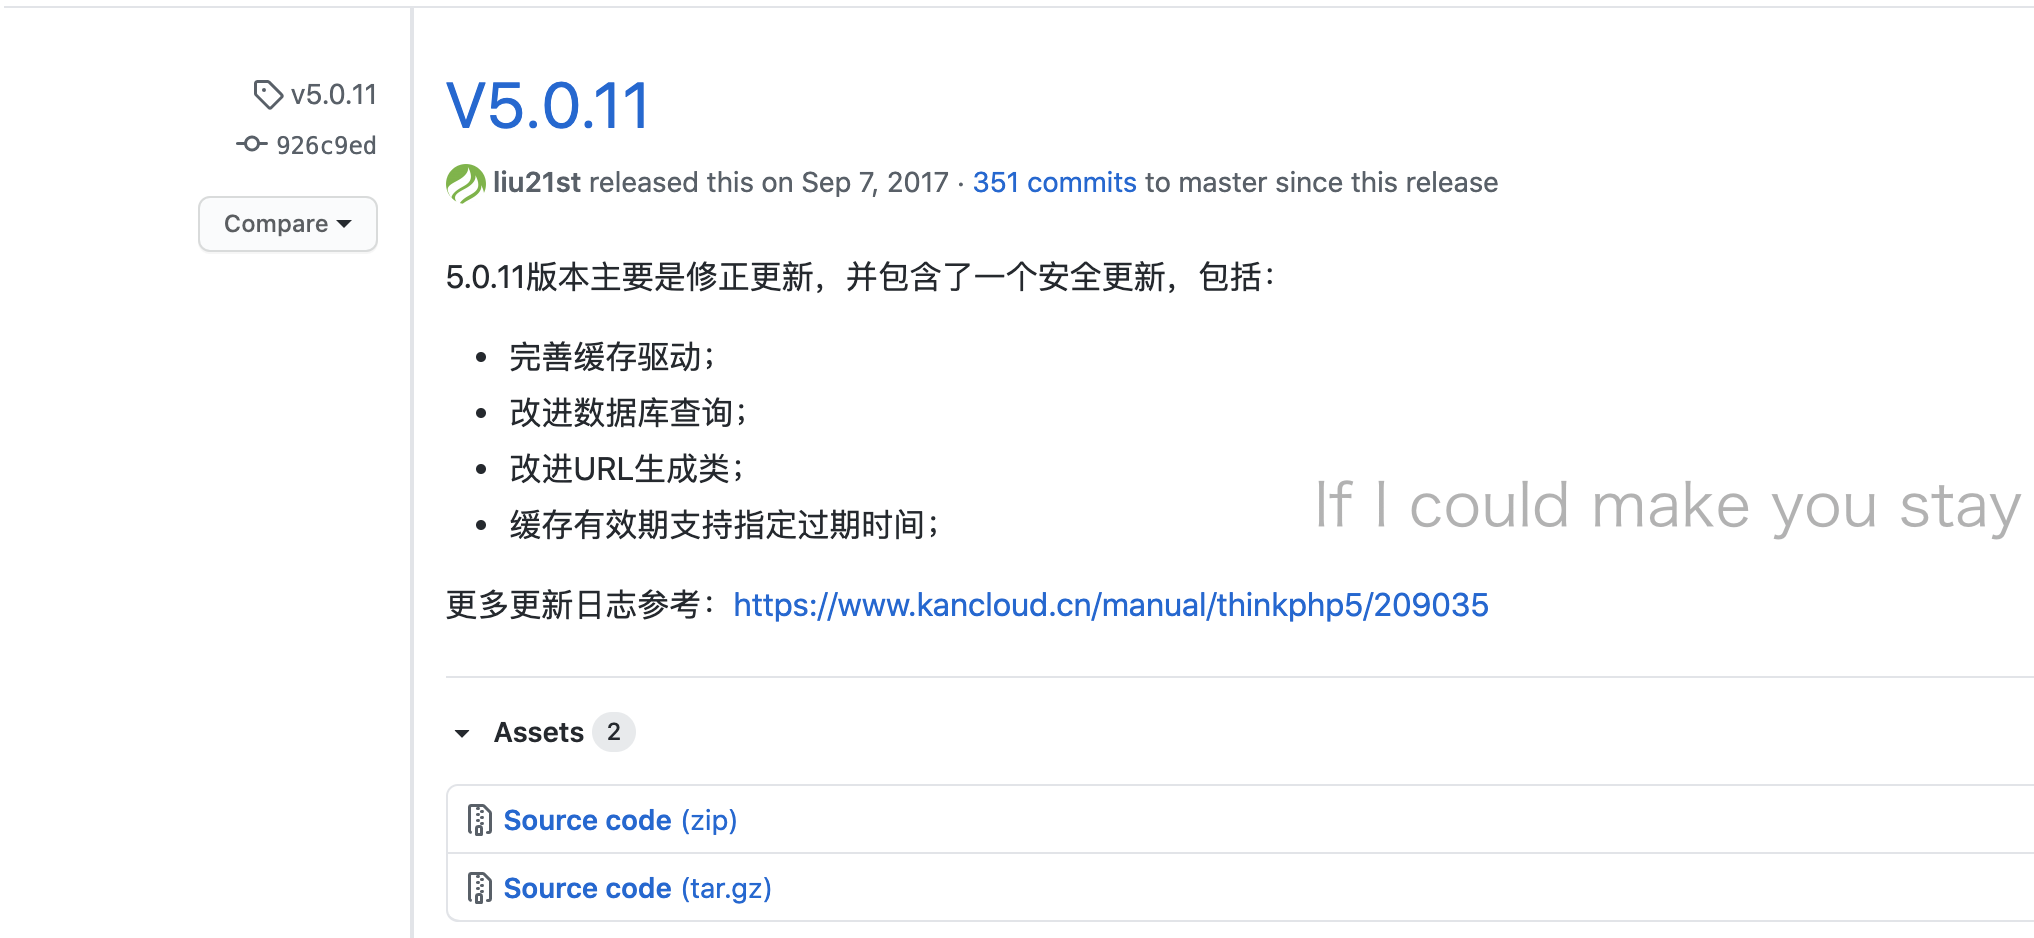 v5.0.11
926c9ed
Compare
V5.0.11
liu21st released this on Sep 7, 2017 · 351 commits to master since this release
5.0.11版本主要是修正更新，并包含了一个安全更新，包括：
• 完善缓存驱动；
• 改进数据库查询；
• 改进URL生成类；
• 缓存有效期支持指定过期时间；
If I could make you stay
更多更新日志参考：https://www.kancloud.cn/manual/thinkphp5/209035
Assets 2
Source code (zip)
Source code (tar.gz)